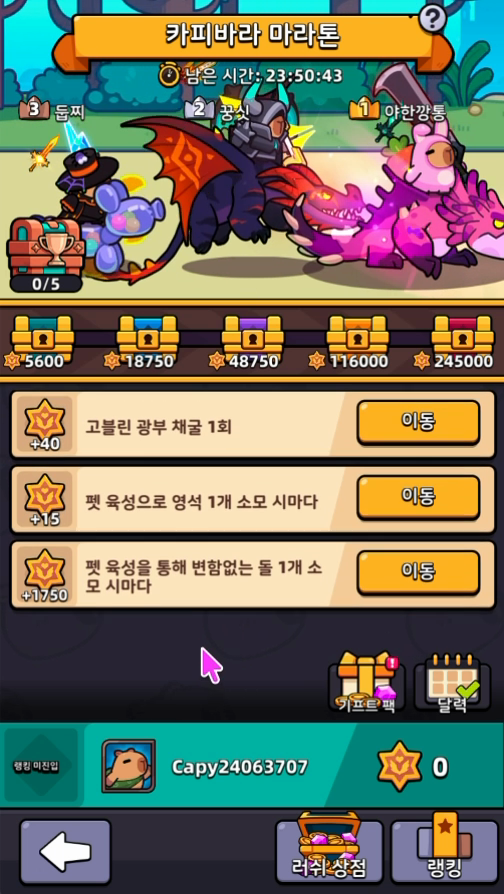 카피바라 마라톤
?
남은 시간: 23:50:43
3 둡찌
2 꿍싯
1 야한깡통
0/5
5600
18750
48750
116000
245000
+40
고블린 광부 채굴 1회
이동
+15
펫 육성으로 영석 1개 소모 시마다
이동
+1750
펫 육성을 통해 변함없는 돌 1개 소
모 시마다
이동
기프트 팩
달력
랭킹 미진입
Capy24063707
0
러쉬 상점
랭킹